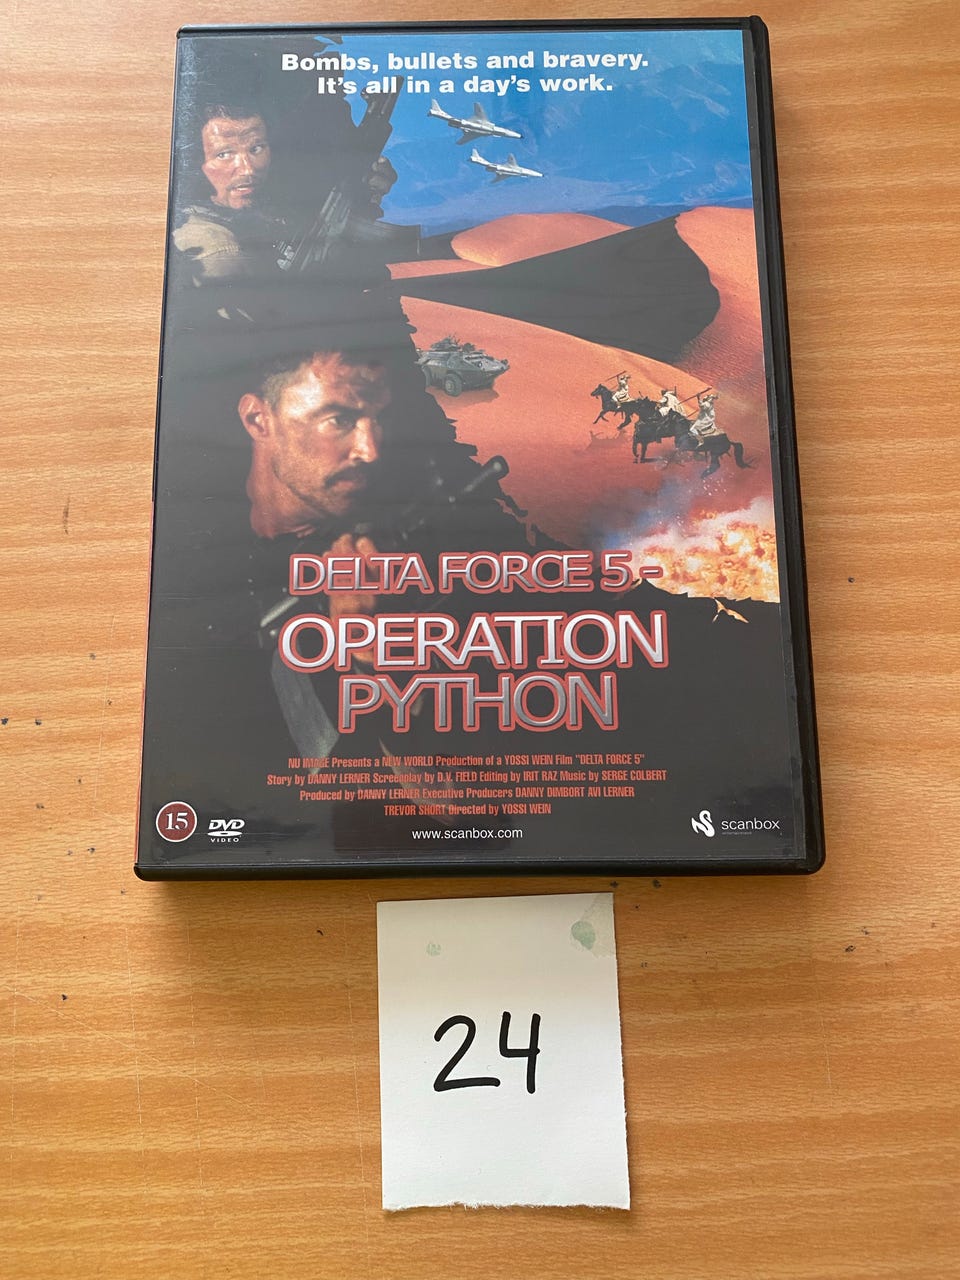 Bombs, bullets and bravery.
It's all in a day's work.
DELTA FORCE 5 -
OPERATION
PYTHON
NU IMAGE Presents a NEW WORLD Production of a YOSSI WEIN Film "DELTA FORCE 5"
Story by DANNY LERNER Screenplay by D.V. FIELD Editing by IRIT RAZ Music by SERGE COLBERT
Produced by DANNY LERNER Executive Producers DANNY DIMBORT AVI LERNER
TREVOR SHORT Directed by YOSSI WEIN
15
DVD
VIDEO
www.scanbox.com
scanbox
entertainment
24